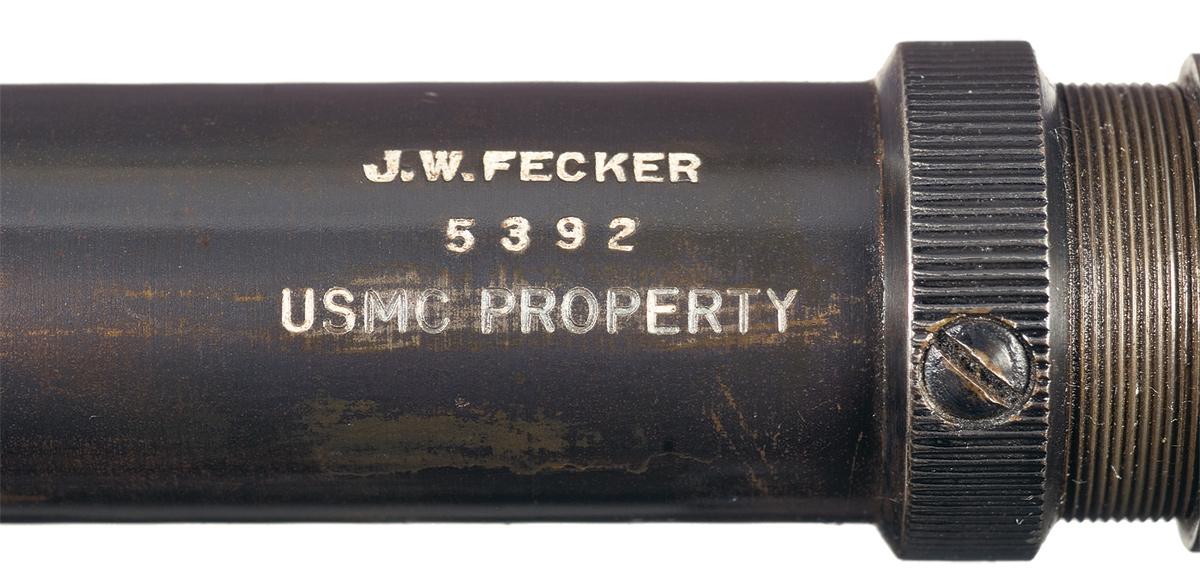 J.W. FECKER
5392
USMC PROPERTY